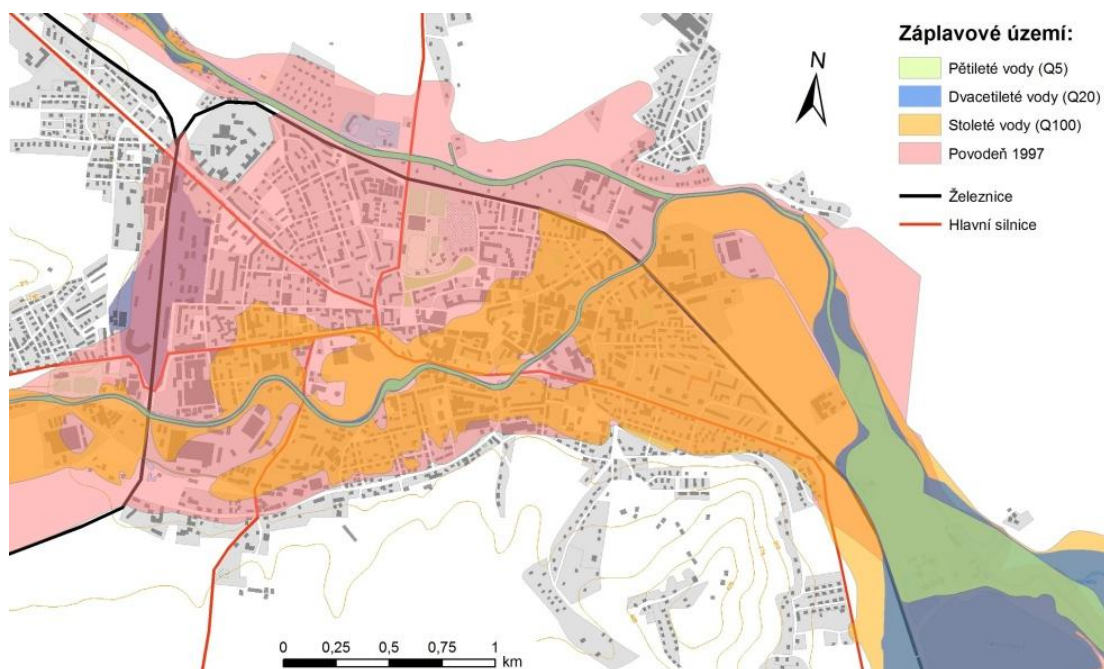 Záplavové území:
Pětileté vody (Q5)
Dvacetileté vody (Q20)
Stoleté vody (Q100)
Povodeň 1997
Železnice
Hlavní silnice
N
0 0,25 0,5 0,75 1
km